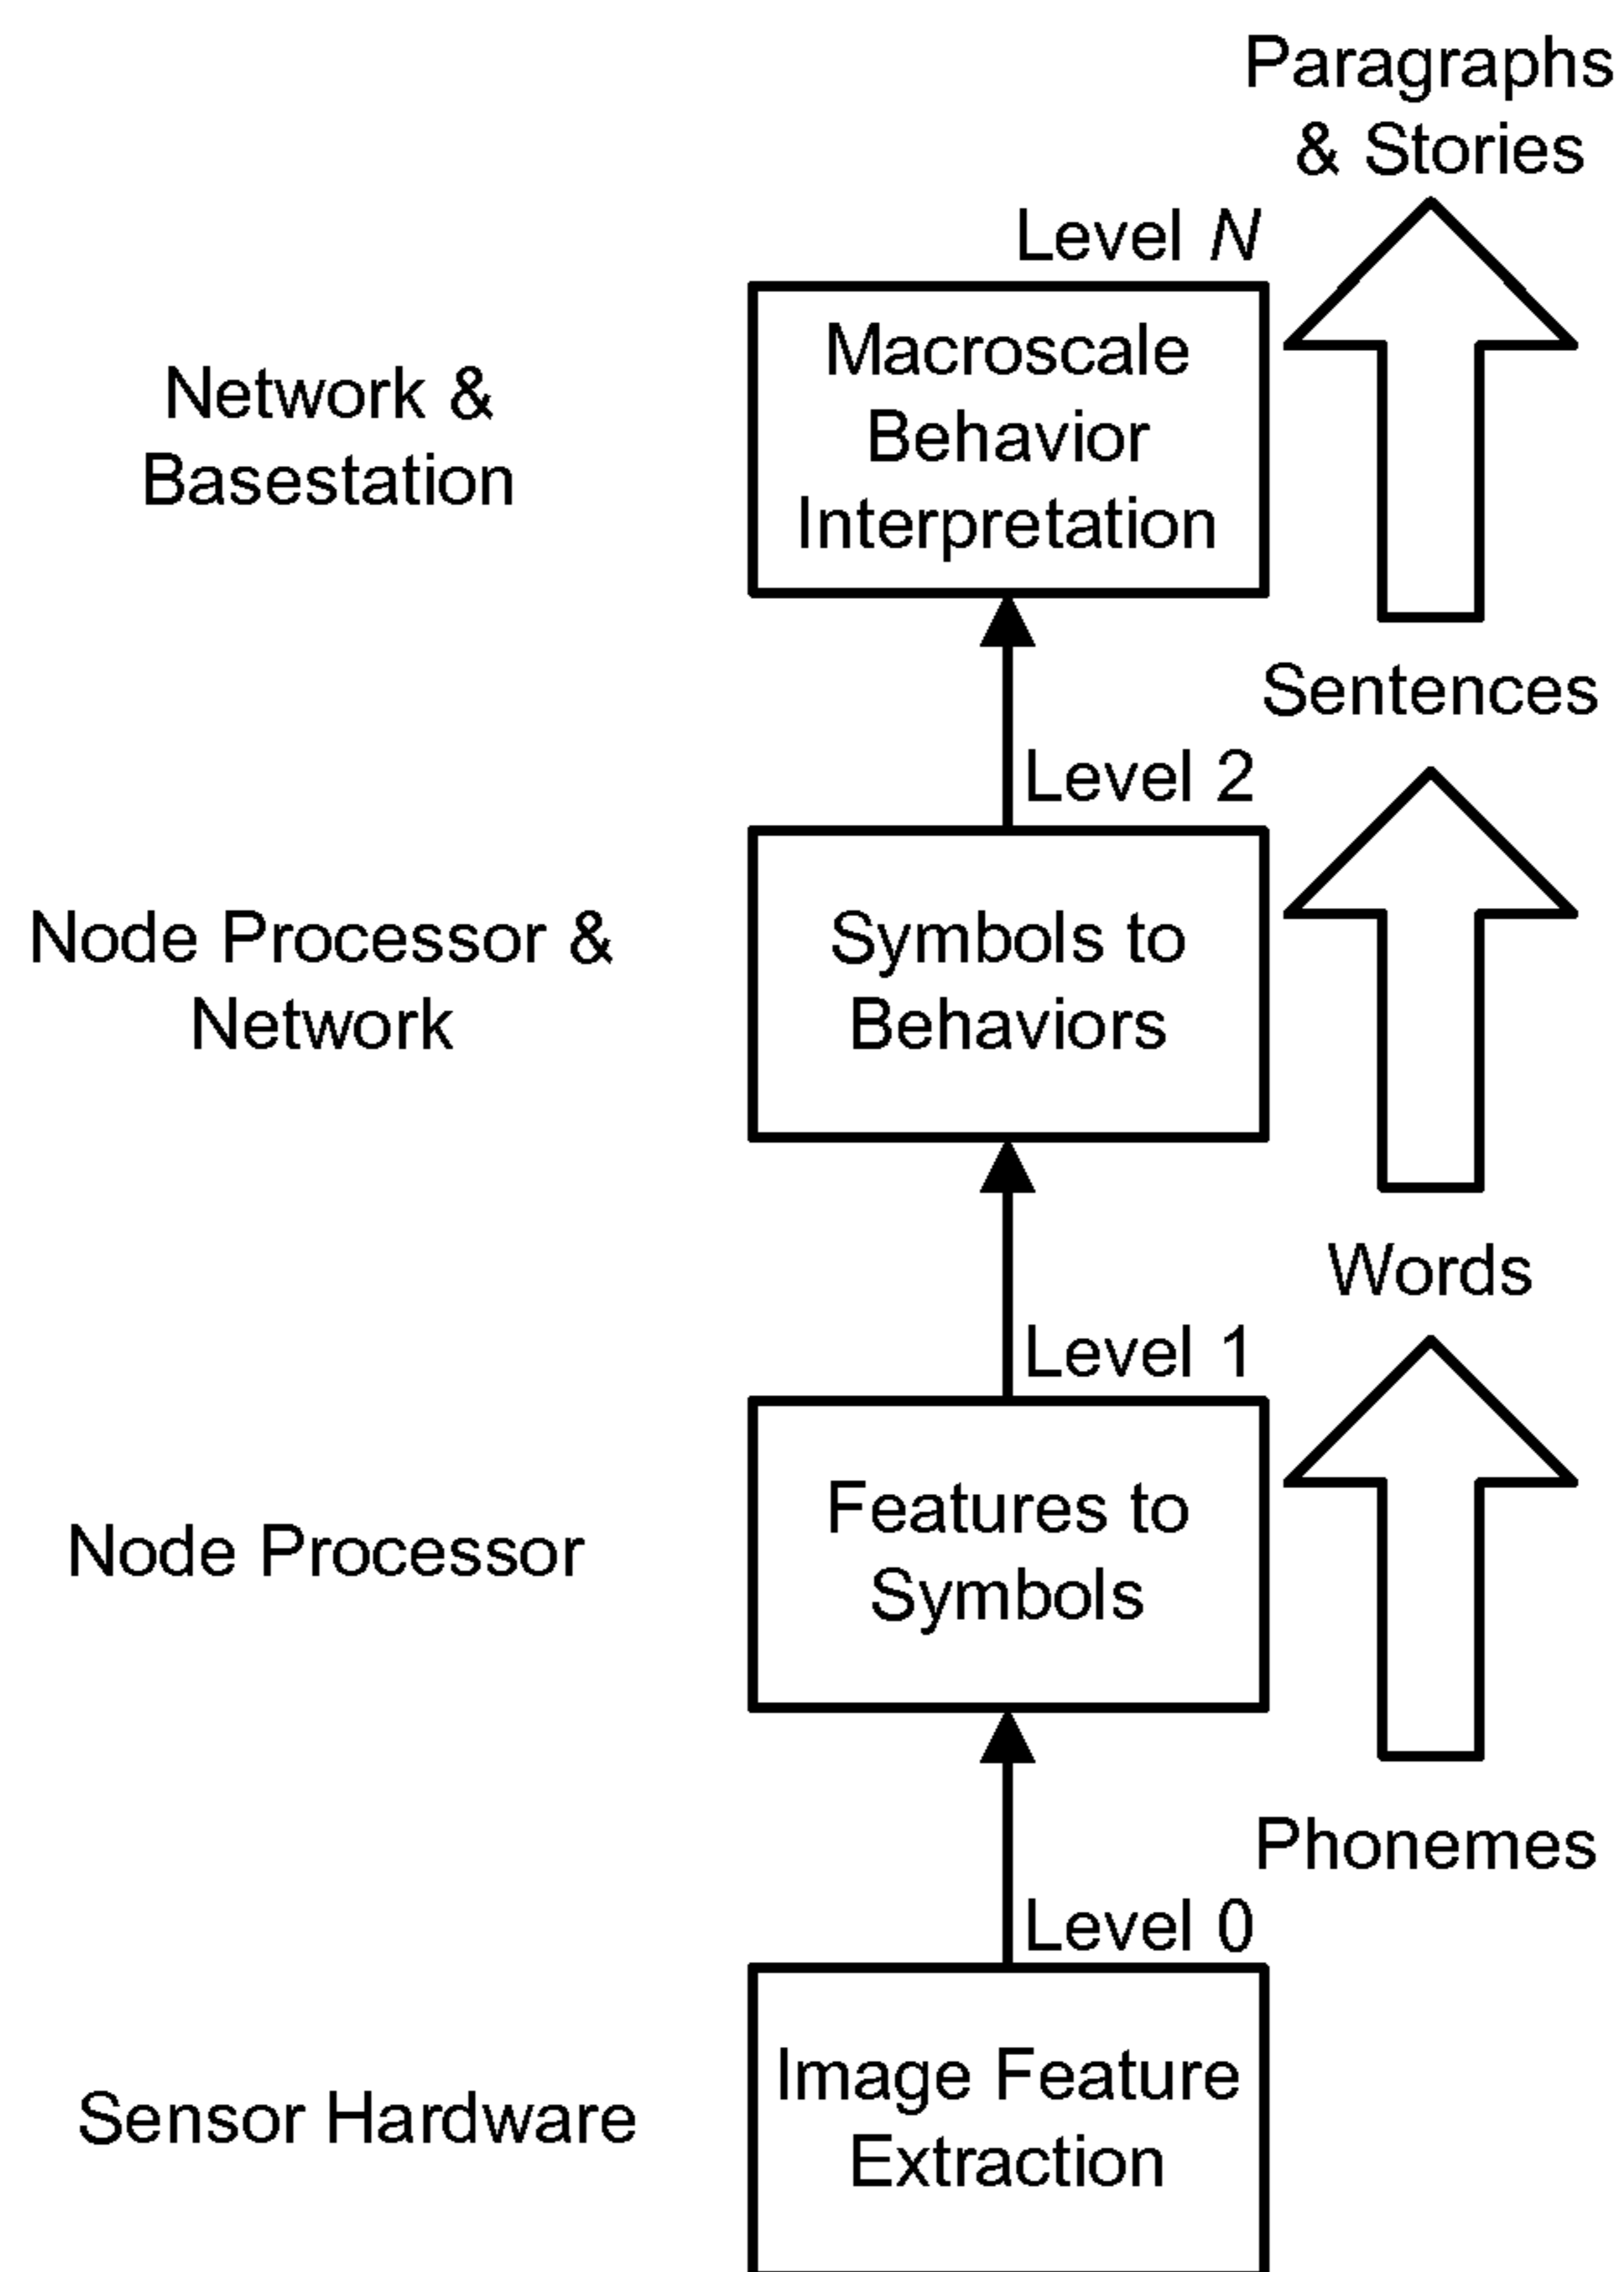 Paragraphs
& Stories
Level N
Macroscale
Behavior
Interpretation
Network &
Basestation
Sentences
Level 2
Symbols to
Behaviors
Node Processor &
Network
Words
Level 1
Features to
Symbols
Node Processor
Phonemes
Level 0
Image Feature
Extraction
Sensor Hardware